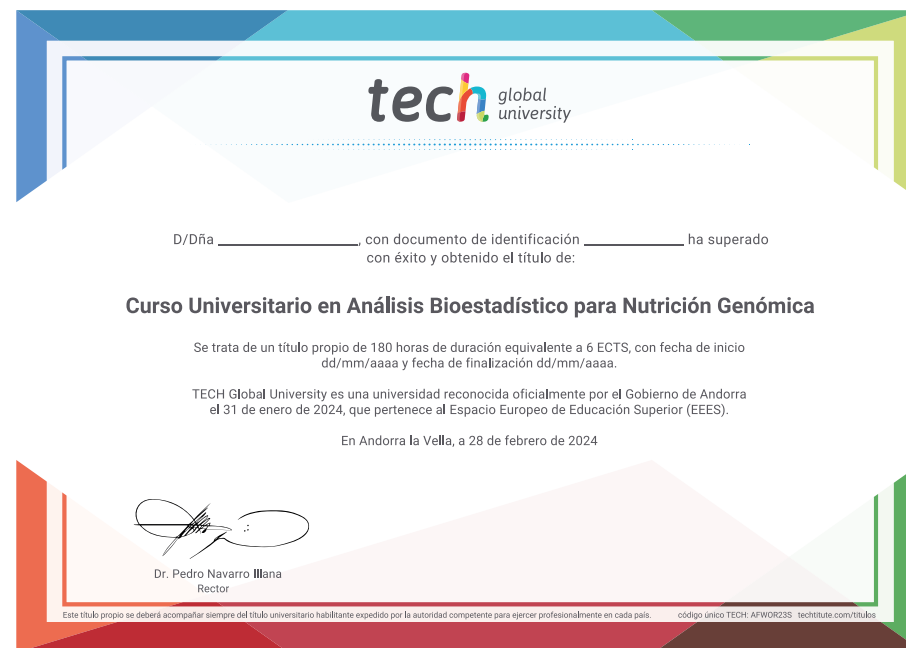 tech global university
D/Dña ____________________, con documento de identificación ______________ ha superado
con éxito y obtenido el título de:
Curso Universitario en Análisis Bioestadístico para Nutrición Genómica
Se trata de un título propio de 180 horas de duración equivalente a 6 ECTS, con fecha de inicio
dd/mm/aaaa y fecha de finalización dd/mm/aaaa.
TECH Global University es una universidad reconocida oficialmente por el Gobierno de Andorra
el 31 de enero de 2024, que pertenece al Espacio Europeo de Educación Superior (EEES).
En Andorra la Vella, a 28 de febrero de 2024
Dr. Pedro Navarro Illana
Rector
Este título propio se deberá acompañar siempre del título universitario habilitante expedido por la autoridad competente para ejercer profesionalmente en cada país. código único TECH: AFWOR23S techtitute.com/titulos